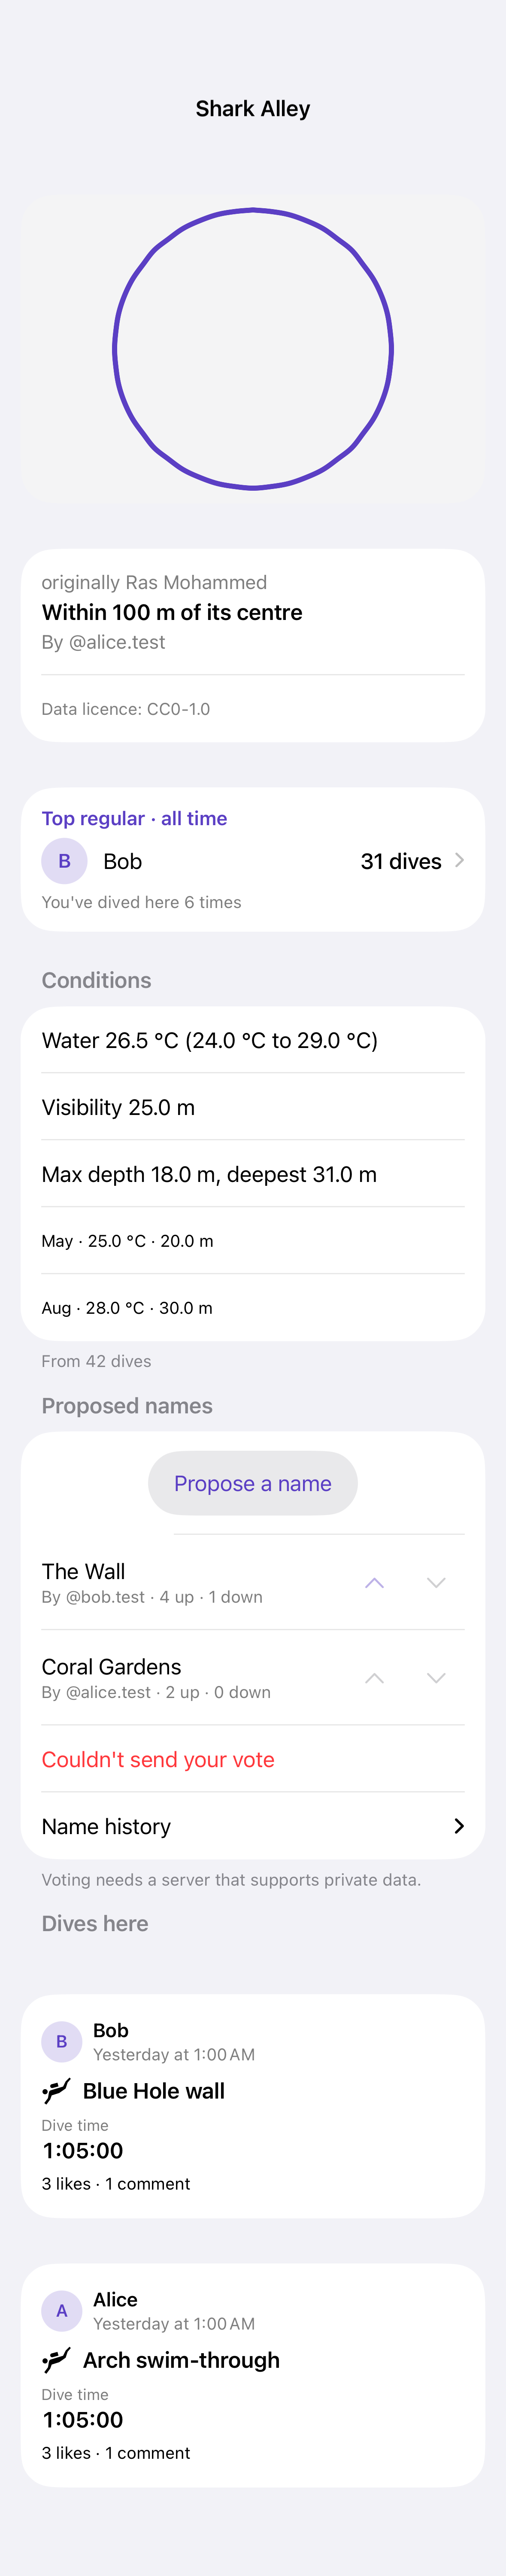 Shark Alley
originally Ras Mohammed
Within 100 m of its centre
By @alice.test
Data licence: CC0-1.0
Top regular · all time
B
Bob
31 dives
You've dived here 6 times
Conditions
Water 26.5 °C (24.0 °C to 29.0 °C)
Visibility 25.0 m
Max depth 18.0 m, deepest 31.0 m
May · 25.0 °C · 20.0 m
Aug · 28.0 °C · 30.0 m
From 42 dives
Proposed names
Propose a name
The Wall
By @bob.test · 4 up · 1 down
Coral Gardens
By @alice.test · 2 up · 0 down
Couldn't send your vote
Name history
Voting needs a server that supports private data.
Dives here
B
Bob
Yesterday at 1:00 AM
Blue Hole wall
Dive time
1:05:00
3 likes · 1 comment
A
Alice
Yesterday at 1:00 AM
Arch swim-through
Dive time
1:05:00
3 likes · 1 comment